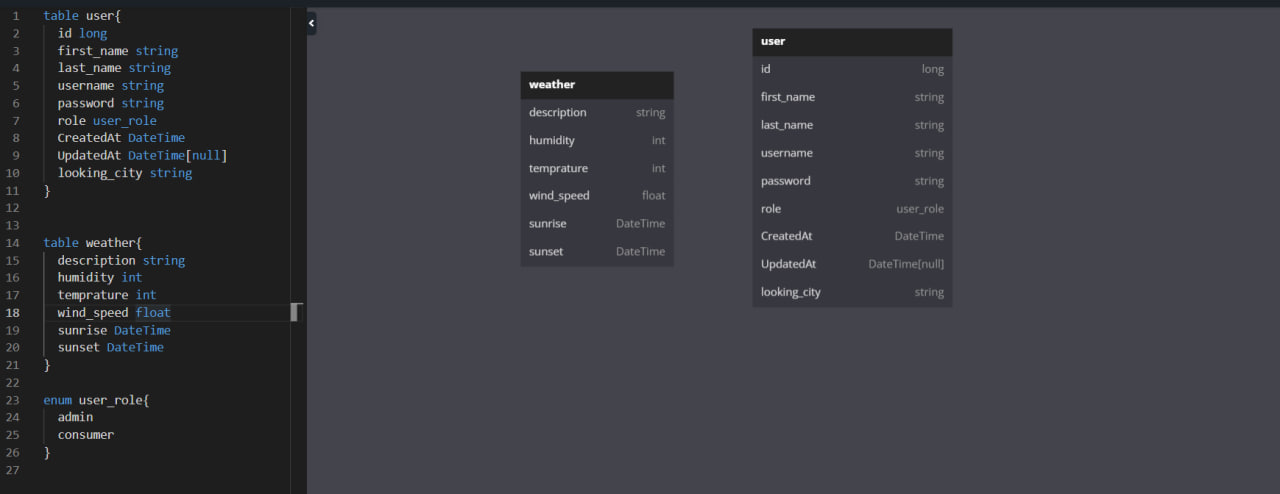 1 table user{
2 id long
3 first_name string
4 last_name string
5 username string
6 password string
7 role user_role
8 CreatedAt DateTime
9 UpdatedAt DateTime[null]
10 looking_city string
11 }
12
13
14 table weather{
15 description string
16 humidity int
17 temprature int
18 wind_speed float
19 sunrise DateTime
20 sunset DateTime
21 }
22
23 enum user_role{
24 admin
25 consumer
26 }
27
weather
description string
humidity int
temprature int
wind_speed float
sunrise DateTime
sunset DateTime
user
id long
first_name string
last_name string
username string
password string
role user_role
CreatedAt DateTime
UpdatedAt DateTime[null]
looking_city string